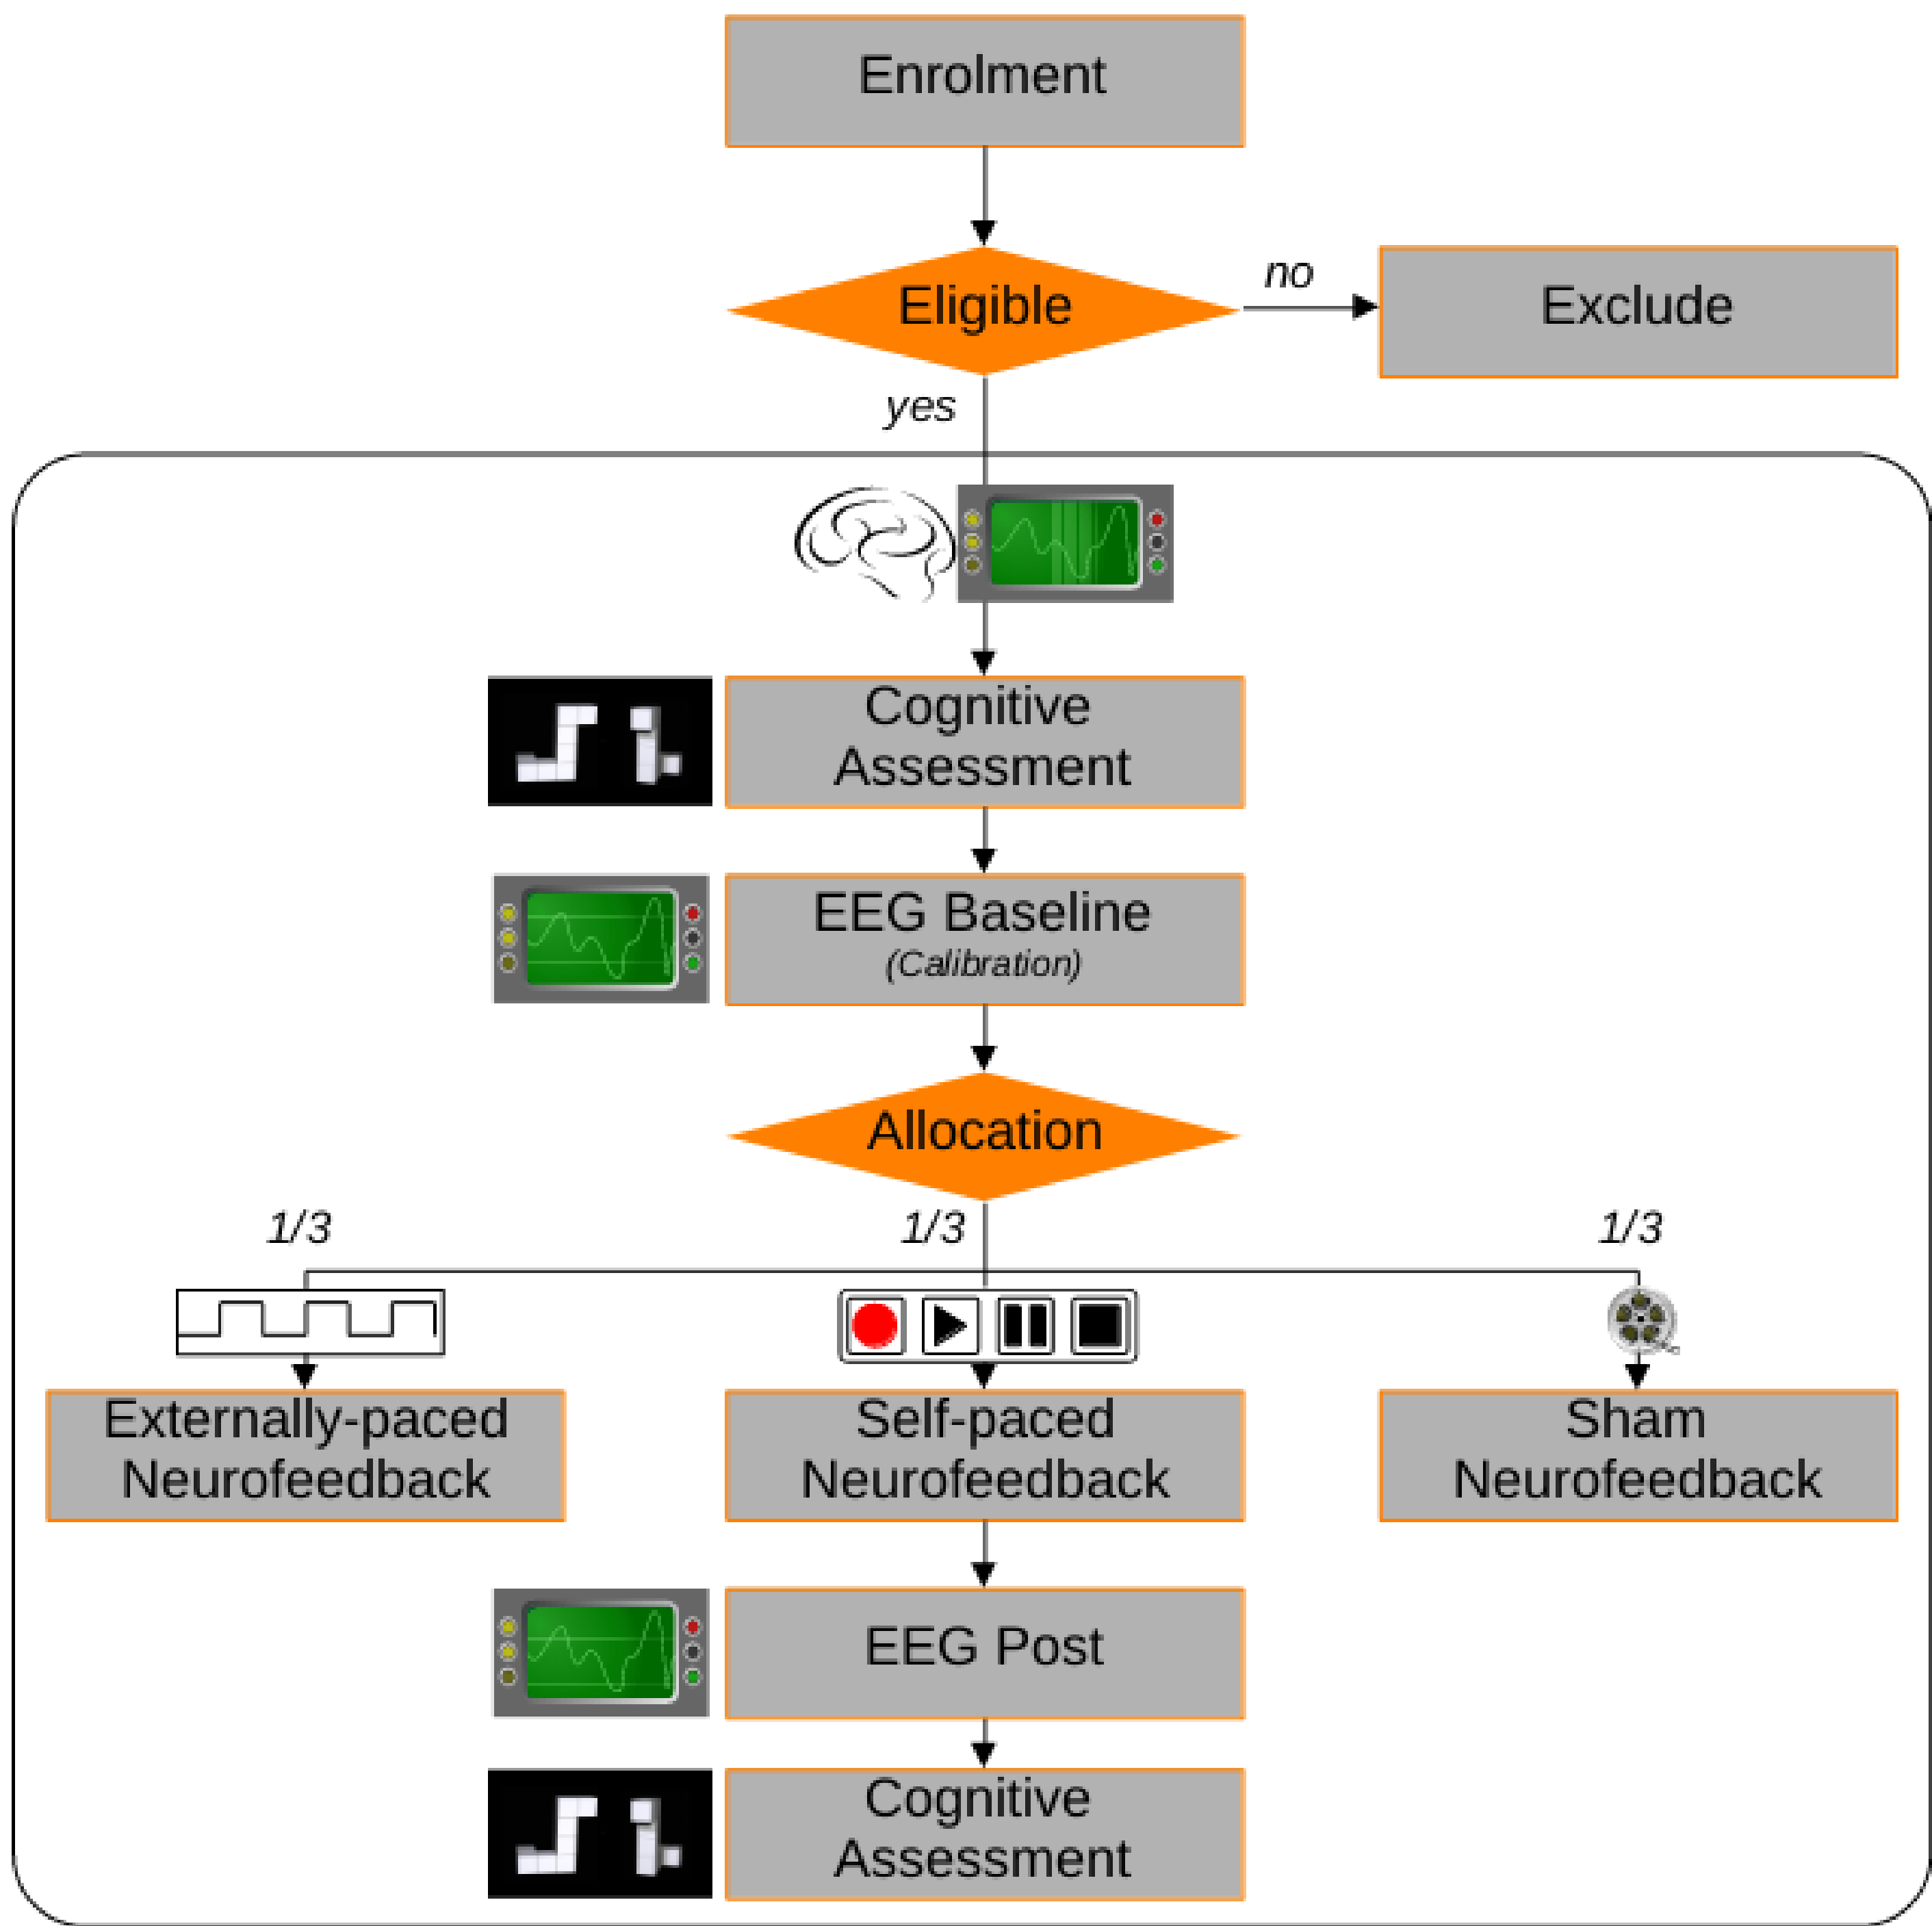 Enrolment
Eligible
no
Exclude
yes
Cognitive
Assessment
EEG Baseline
(Calibration)
Allocation
1/3
1/3
1/3
Externally-paced
Neurofeedback
Self-paced
Neurofeedback
Sham
Neurofeedback
EEG Post
Cognitive
Assessment